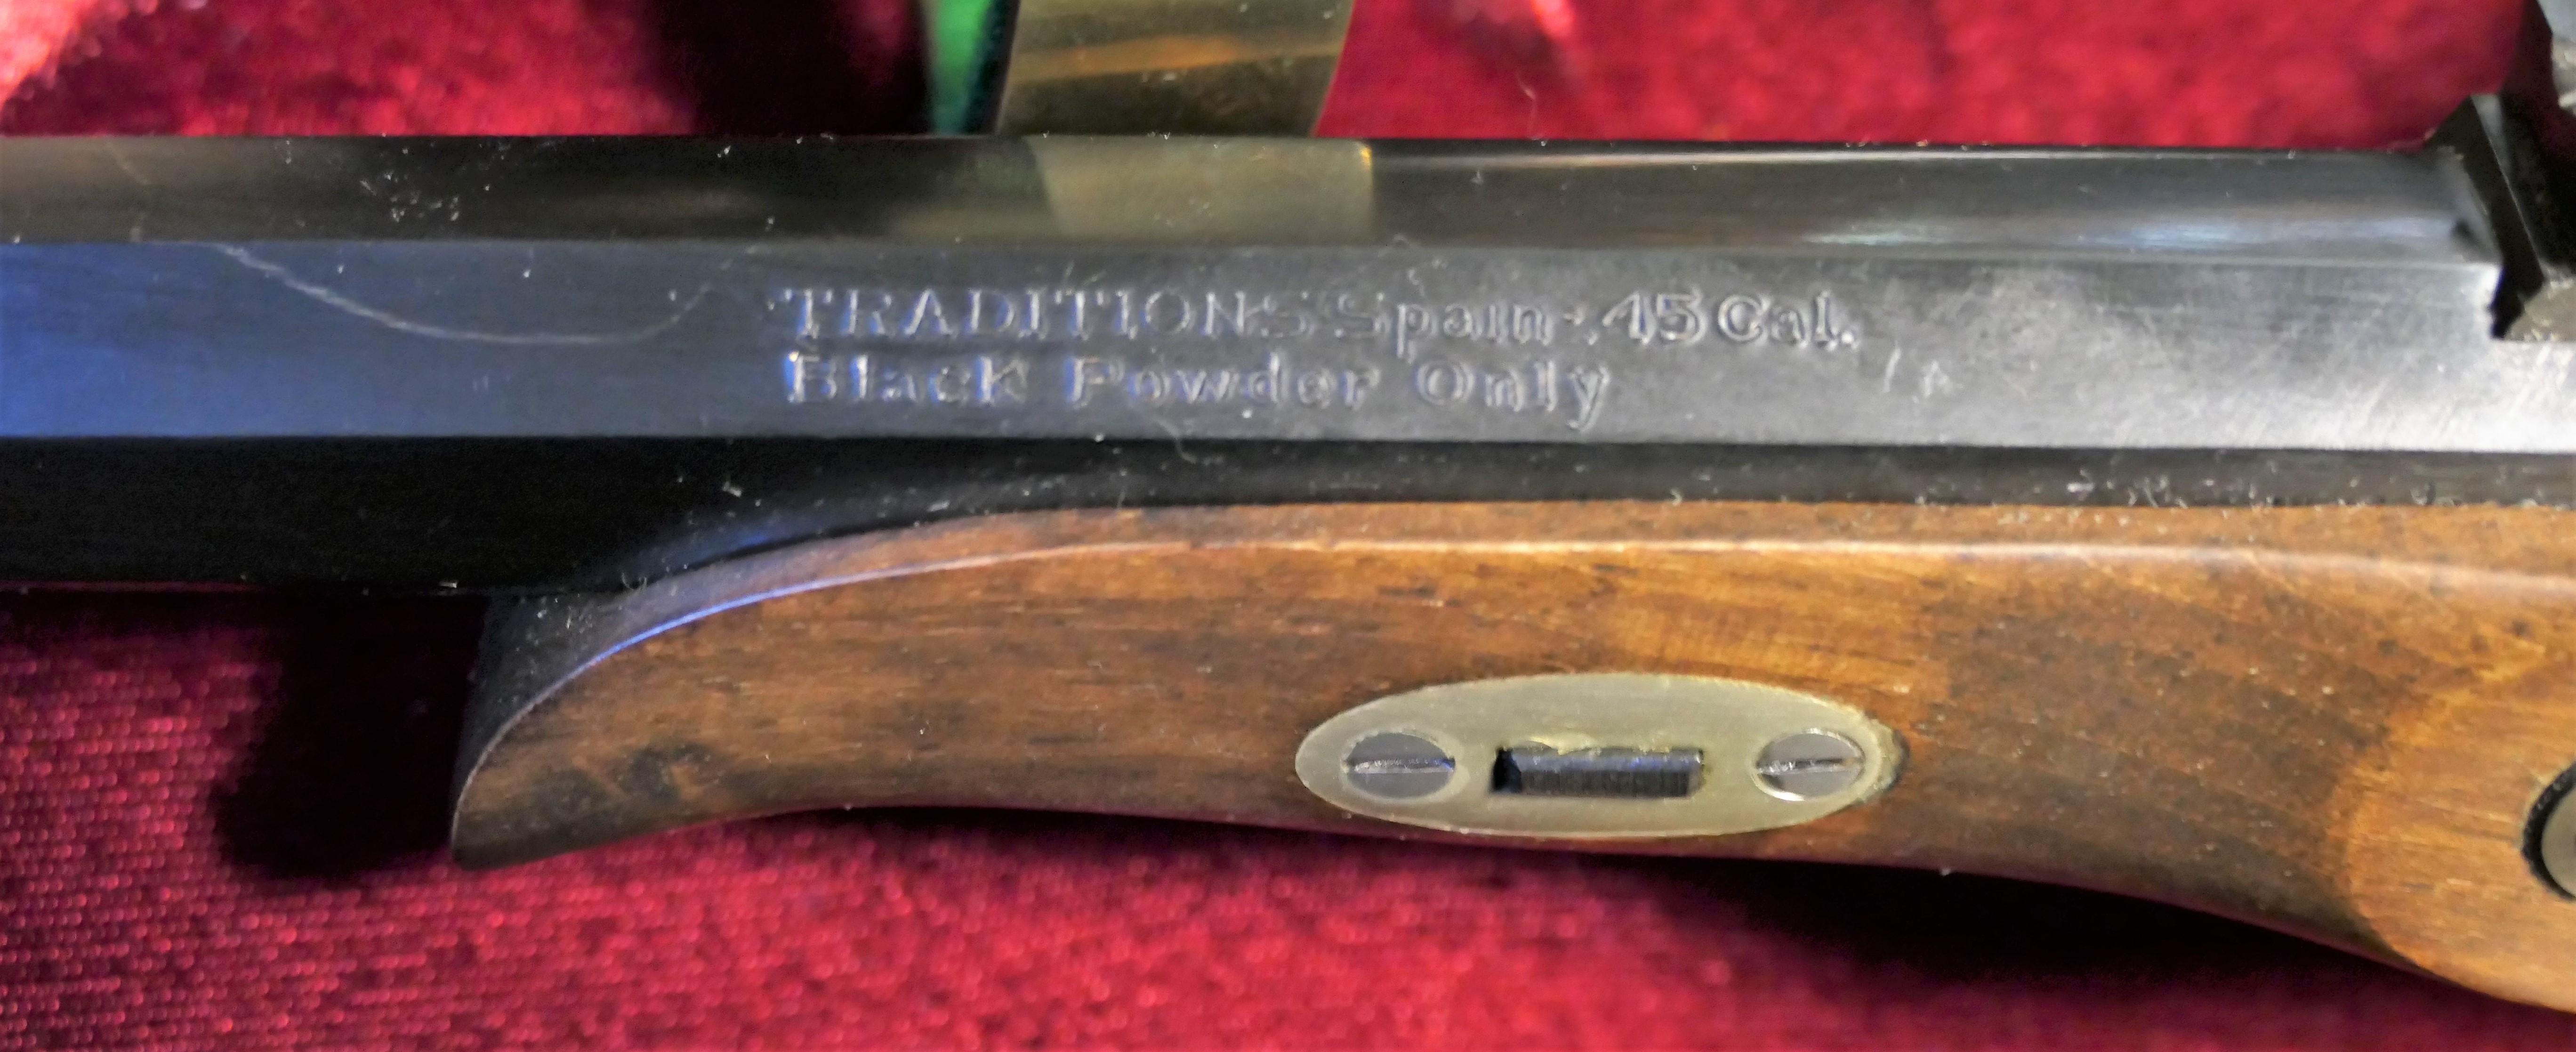 TRADITIONS Spain - .45 Cal.
Black Powder Only